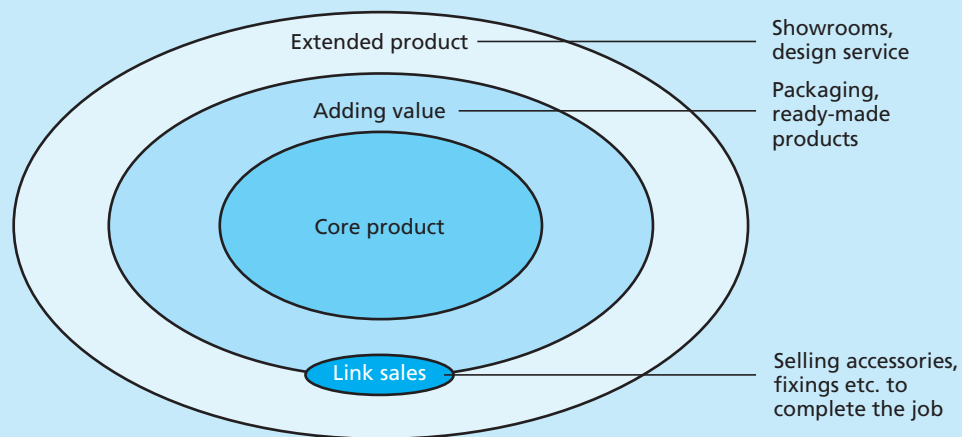 Extended product
Showrooms,
design service
Adding value
Packaging,
ready-made
products
Core product
Link sales
Selling accessories,
fixings etc. to
complete the job